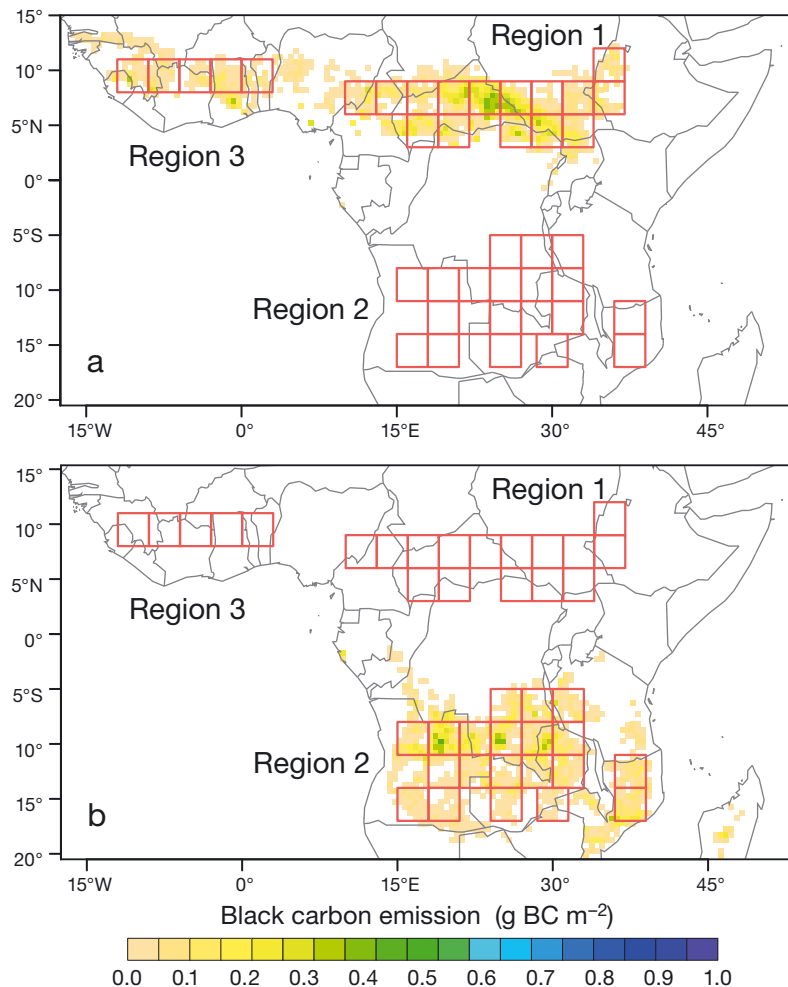 15°
Region 1
10°
5°N
Region 3
0°
5°S
Region 2
10°
15°
a
20°
15°W 0° 15°E 30° 45°
15°
Region 1
10°
5°N
Region 3
0°
5°S
Region 2
10°
15°
b
20°
15°W 0° 15°E 30° 45°
Black carbon emission (g BC m⁻²)
0.0 0.1 0.2 0.3 0.4 0.5 0.6 0.7 0.8 0.9 1.0